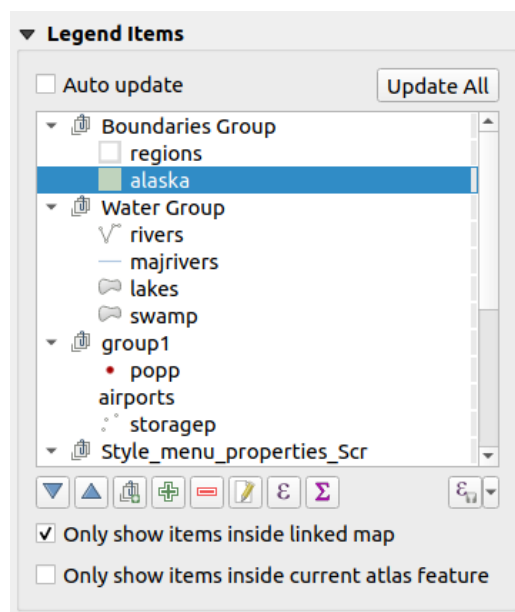 Legend Items
Auto update
Update All
Boundaries Group
regions
alaska
Water Group
rivers
majrivers
lakes
swamp
group1
popp
airports
storagep
Style_menu_properties_Scr
ε Σ ε
Only show items inside linked map
Only show items inside current atlas feature